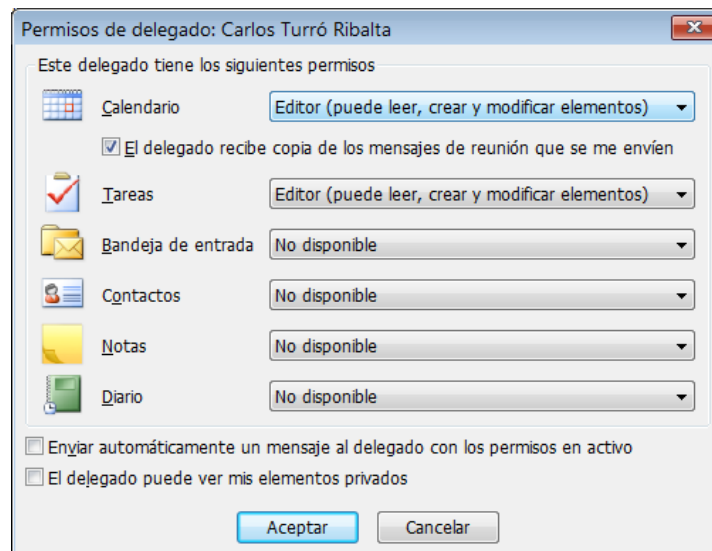 Permisos de delegado: Carlos Turró Ribalta
Este delegado tiene los siguientes permisos
Calendario Editor (puede leer, crear y modificar elementos)
El delegado recibe copia de los mensajes de reunión que se me envíen
Tareas Editor (puede leer, crear y modificar elementos)
Bandeja de entrada No disponible
Contactos No disponible
Notas No disponible
Diario No disponible
Enviar automáticamente un mensaje al delegado con los permisos en activo
El delegado puede ver mis elementos privados
Aceptar Cancelar